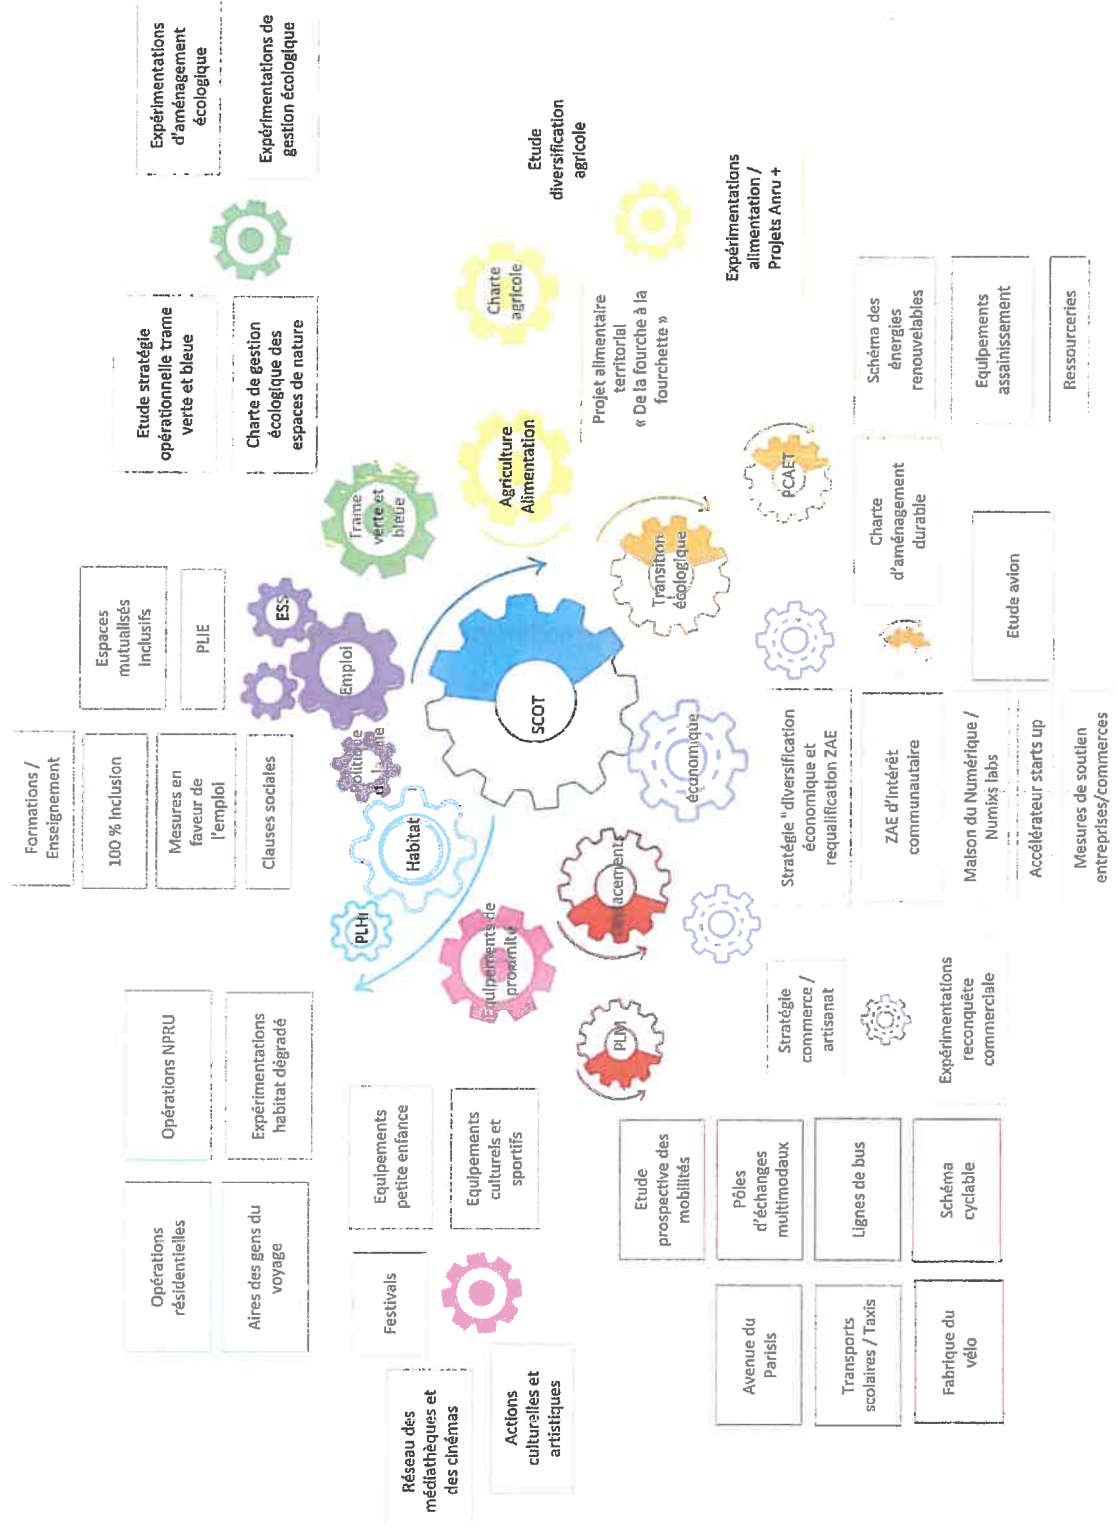 Formations /
Enseignement
100 % Inclusion
Mesures en
faveur de
l'emploi
Clauses sociales
Espaces
mutualisés
Inclusifs
PLIE
Etude stratégie
opérationnelle trame
verte et bleue
Charte de gestion
écologique des
espaces de nature
Expérimentations
d'aménagement
écologique
Expérimentations de
gestion écologique
Opérations
résidentielles
Aires des gens du
voyage
Opérations NPRU
Expérimentations
habitat dégradé
PLHi
Habitat
Emploi
ESS
Trame
verte et
bleue
Réseau des
médiathèques et
des cinémas
Actions
culturelles et
artistiques
Festivals
Equipements
petite enfance
Equipements
culturels et
sportifs
Equipements de
proximité
SCOT
Agriculture
Alimentation
Charte
agricole
Etude
diversification
agricole
Projet alimentaire
territorial
« De la fourche à la
fourchette »
Expérimentations
alimentation /
Projets Anru +
PLM
économique
Transition
écologique
PCAET
Etude
prospective des
mobilités
Pôles
d'échanges
multimodaux
Lignes de bus
Schéma
cyclable
Avenue du
Parisis
Transports
scolaires / Taxis
Fabrique du
vélo
Stratégie
commerce /
artisanat
Expérimentations
reconquête
commerciale
Stratégie "diversification
économique et
requalification ZAE
ZAE d'Intérêt
communautaire
Maison du Numérique /
Numixs labs
Accélérateur starts up
Mesures de soutien
entreprises/commerces
Charte
d'aménagement
durable
Etude avion
Schéma des
énergies
renouvelables
Equipements
assainissement
Ressourceries